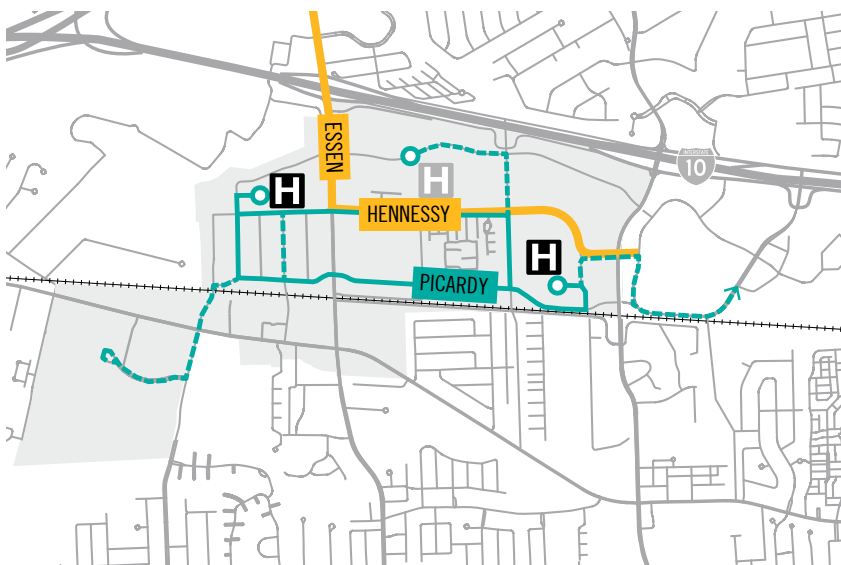 ESSEN
INTERSTATE
10
H
H
HENNESSY
H
PICARDY